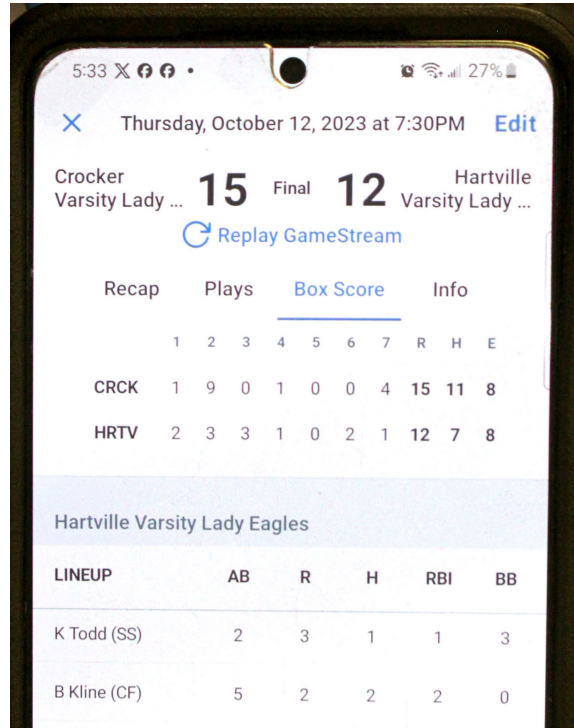 5:33
27%
Thursday, October 12, 2023 at 7:30PM Edit
Crocker
Varsity Lady ...
15 Final 12
Hartville
Varsity Lady ...
Replay GameStream
Recap Plays Box Score Info
1 2 3 4 5 6 7 R H E
CRCK 1 9 0 1 0 0 4 15 11 8
HRTV 2 3 3 1 0 2 1 12 7 8
Hartville Varsity Lady Eagles
LINEUP AB R H RBI BB
K Todd (SS) 2 3 1 1 3
B Kline (CF) 5 2 2 2 0